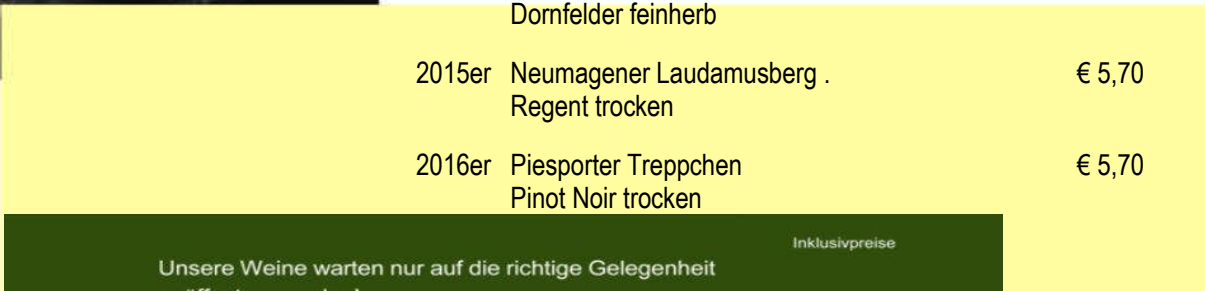 Dornfelder feinherb
2015er Neumagener Laudamusberg . € 5,70
Regent trocken
2016er Piesporter Treppchen € 5,70
Pinot Noir trocken
Inklusivpreise
Unsere Weine warten nur auf die richtige Gelegenheit